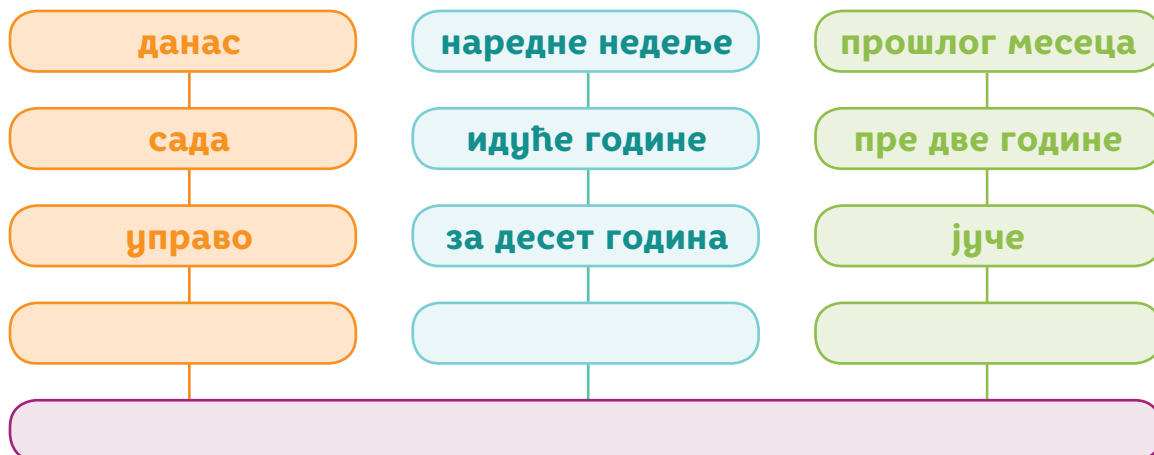 данас
наредне недеље
прошлог месеца
сада
идуће године
пре две године
управо
за десет година
јуче